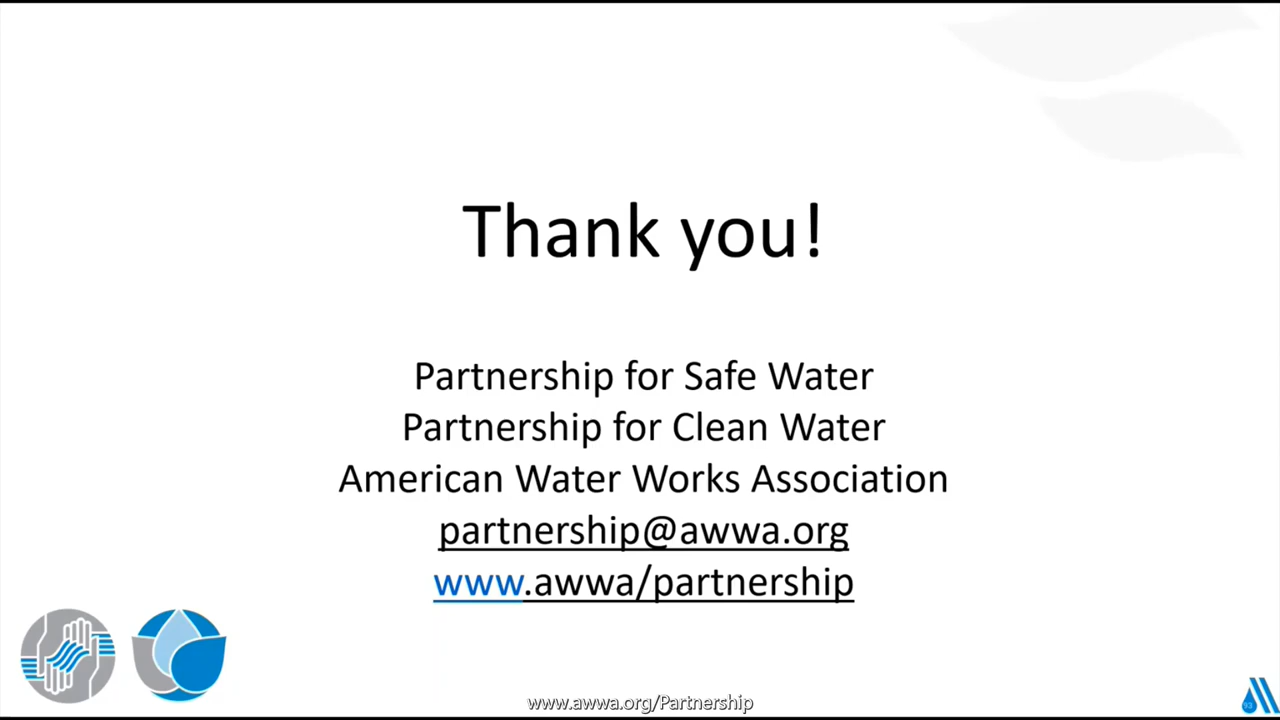 Thank you!
Partnership for Safe Water
Partnership for Clean Water
American Water Works Association
partnership@awwa.org
www.awwa/partnership
www.awwa.org/Partnership